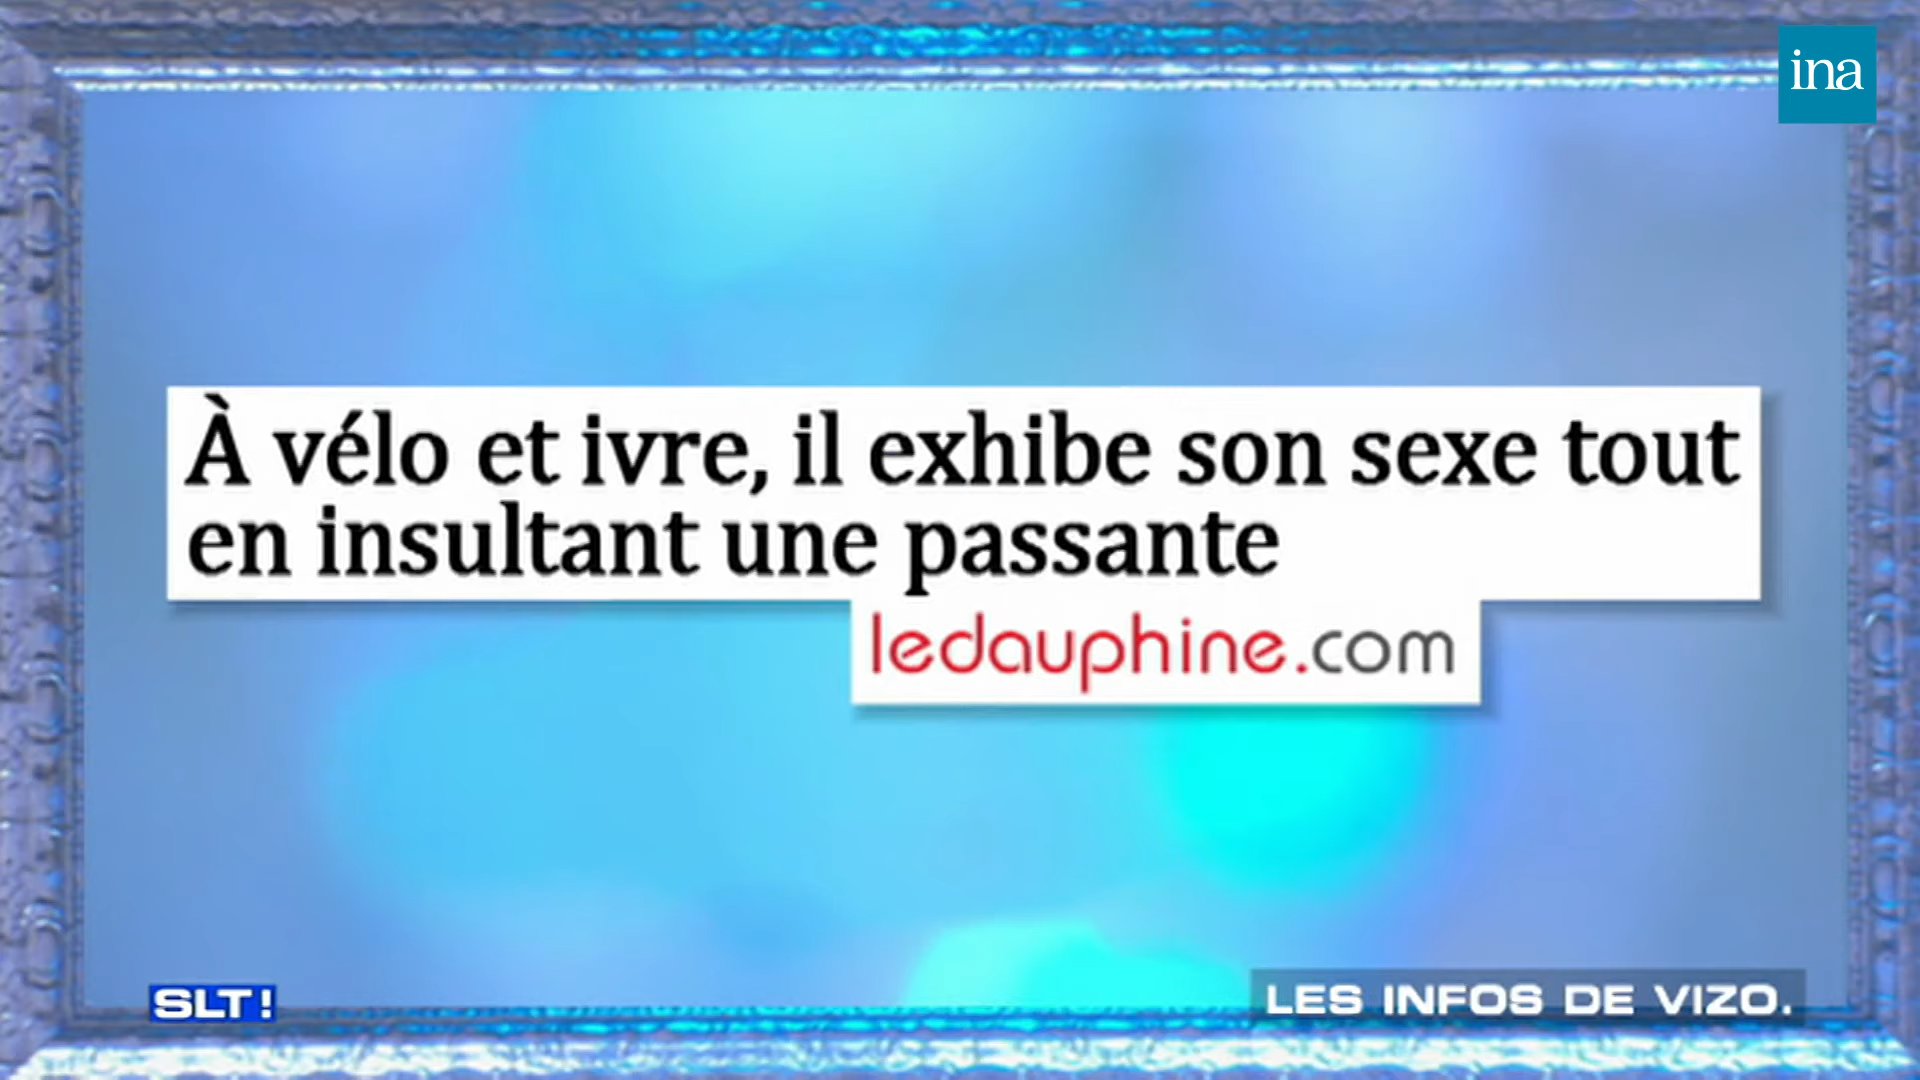 ina
À vélo et ivre, il exhibe son sexe tout
en insultant une passante
ledauphine.com
SLT!
LES INFOS DE VIZO.